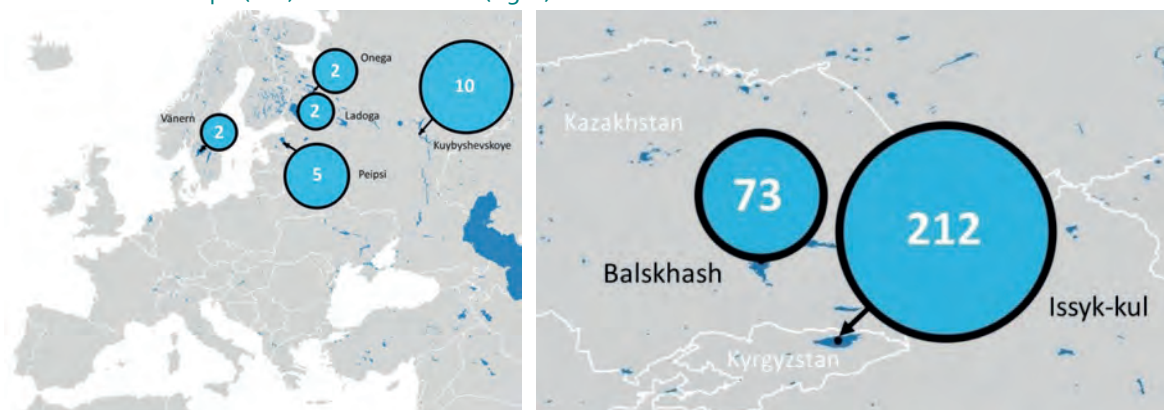 Onega
2
10
2
Vänern
2
Ladoga
Kuybyshevskoye
5
Peipsi
Kazakhstan
73
212
Balskhash
Issyk-kul
Kyrgyzstan